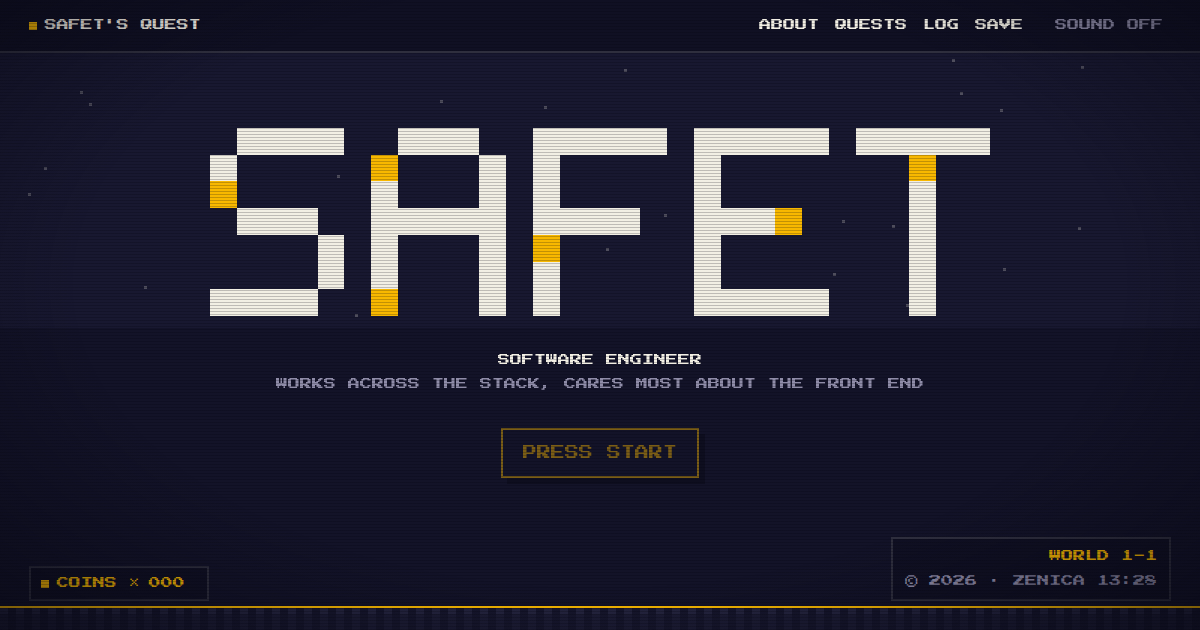 SAFET'S QUEST
ABOUT QUESTS LOG SAVE SOUND OFF
SAFET
SOFTWARE ENGINEER
WORKS ACROSS THE STACK, CARES MOST ABOUT THE FRONT END
PRESS START
COINS × 000
WORLD 1-1
© 2026 · ZENICA 13:28